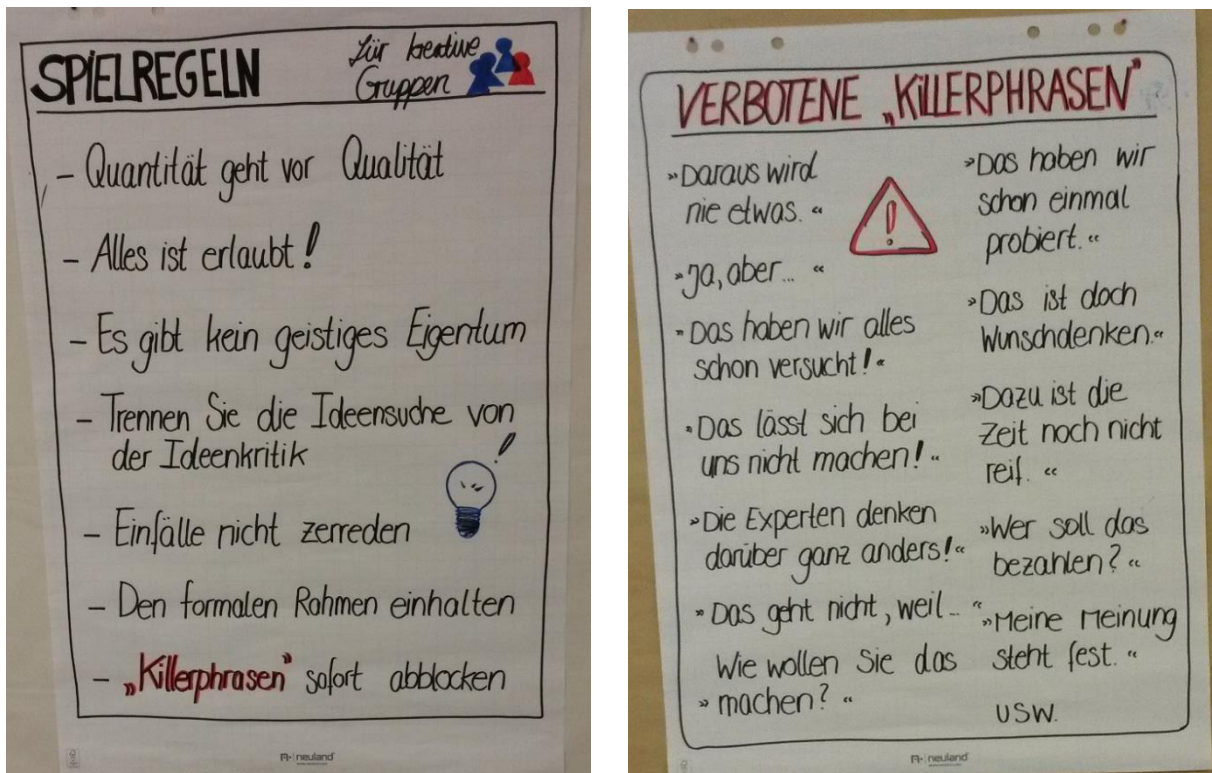 SPIELREGELN
für kreative
Gruppen
- Quantität geht vor Qualität
- Alles ist erlaubt!
- Es gibt kein geistiges Eigentum
- Trennen Sie die Ideensuche von
der Ideenkritik
- Einfälle nicht zerreden
- Den formalen Rahmen einhalten
- „Killerphrasen" sofort abblocken
neuland
VERBOTENE „KILLERPHRASEN"
»Daraus wird
nie etwas.«
»Ja, aber... «
»Das haben wir alles
schon versucht!«
»Das lässt sich bei
uns nicht machen!«
»Die Experten denken
darüber ganz anders!«
»Das geht nicht, weil... "
Wie wollen Sie das
» machen? «
»Das haben wir
schon einmal
probiert.«
»Das ist doch
Wunschdenken.«
»Dazu ist die
Zeit noch nicht
reif. «
»Wer soll das
bezahlen? «
»Meine Meinung
steht fest. «
USW.
neuland